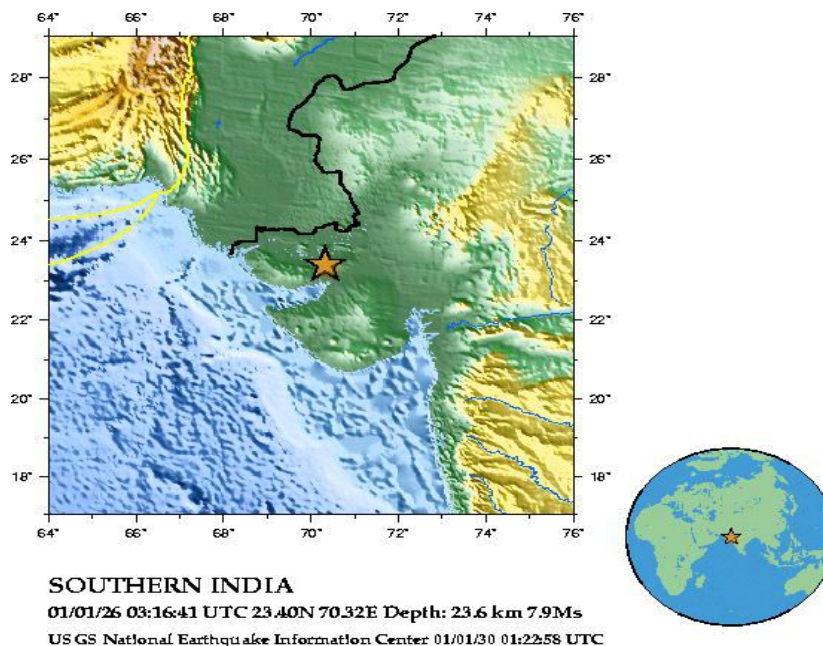 64° 66° 68° 70° 72° 74° 76°
28° 28°
26° 26°
24° 24°
22° 22°
20° 20°
18° 18°
64° 66° 68° 70° 72° 74° 76°
SOUTHERN INDIA
01/01/26 03:16:41 UTC 23.40N 70.32E Depth: 23.6 km 7.9Ms
USGS National Earthquake Information Center 01/01/30 01:22:58 UTC